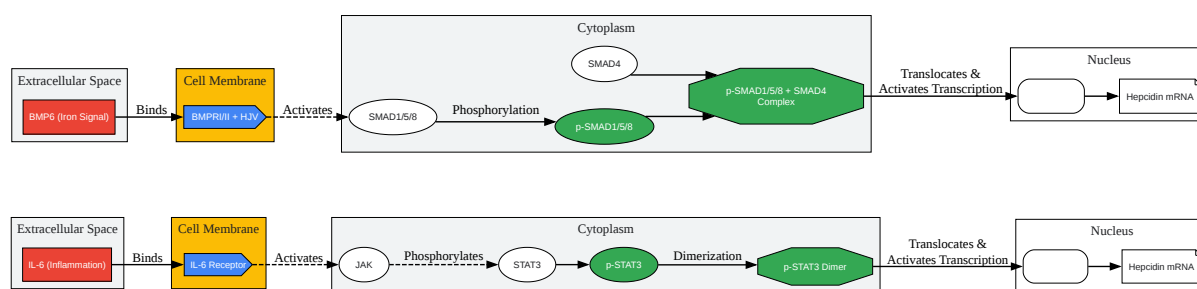 Cytoplasm
Extracellular Space
Cell Membrane
SMAD4
Translocates &
Activates Transcription
Nucleus
BMP6 (Iron Signal)
Binds
BMPRI/II + HJV
Activates
SMAD1/5/8
Phosphorylation
p-SMAD1/5/8
p-SMAD1/5/8 + SMAD4
Complex
Hepcidin mRNA
Extracellular Space
Cell Membrane
Cytoplasm
Translocates &
Activates Transcription
Nucleus
IL-6 (Inflammation)
Binds
IL-6 Receptor
Activates
JAK
Phosphorylates
STAT3
p-STAT3
Dimerization
p-STAT3 Dimer
Hepcidin mRNA